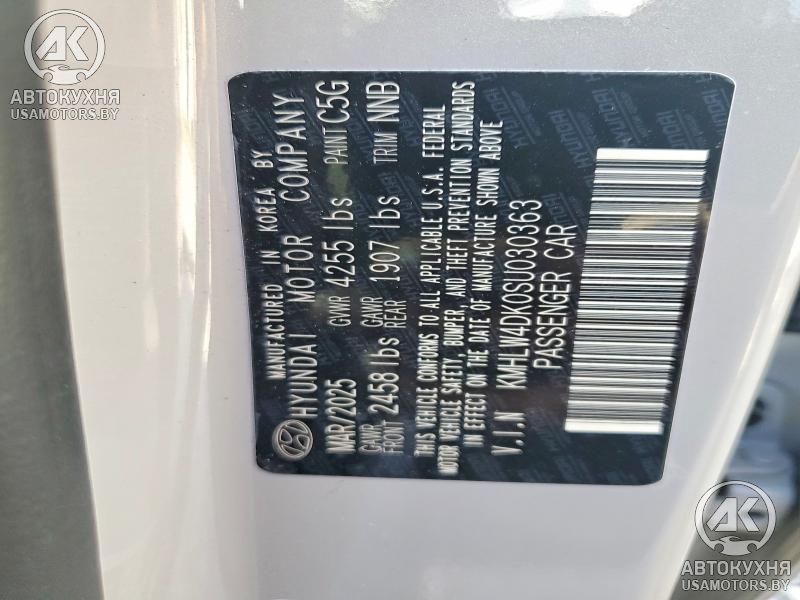 АК
АВТОКУХНЯ
USAMOTORS.BY
MANUFACTURED IN KOREA BY
HYUNDAI MOTOR COMPANY
MAR/2025 GVWR 4255 lbs PAINT C5G
GAWR FRONT 2458 lbs GAWR REAR 1907 lbs TRIM NNB
THIS VEHICLE CONFORMS TO ALL APPLICABLE U.S.A. FEDERAL
MOTOR VEHICLE SAFETY, BUMPER, AND THEFT PREVENTION STANDARDS
IN EFFECT ON THE DATE OF MANUFACTURE SHOWN ABOVE
V.I.N KMHLW4DK0SU030363
PASSENGER CAR
АК
АВТОКУХНЯ
USAMOTORS.BY